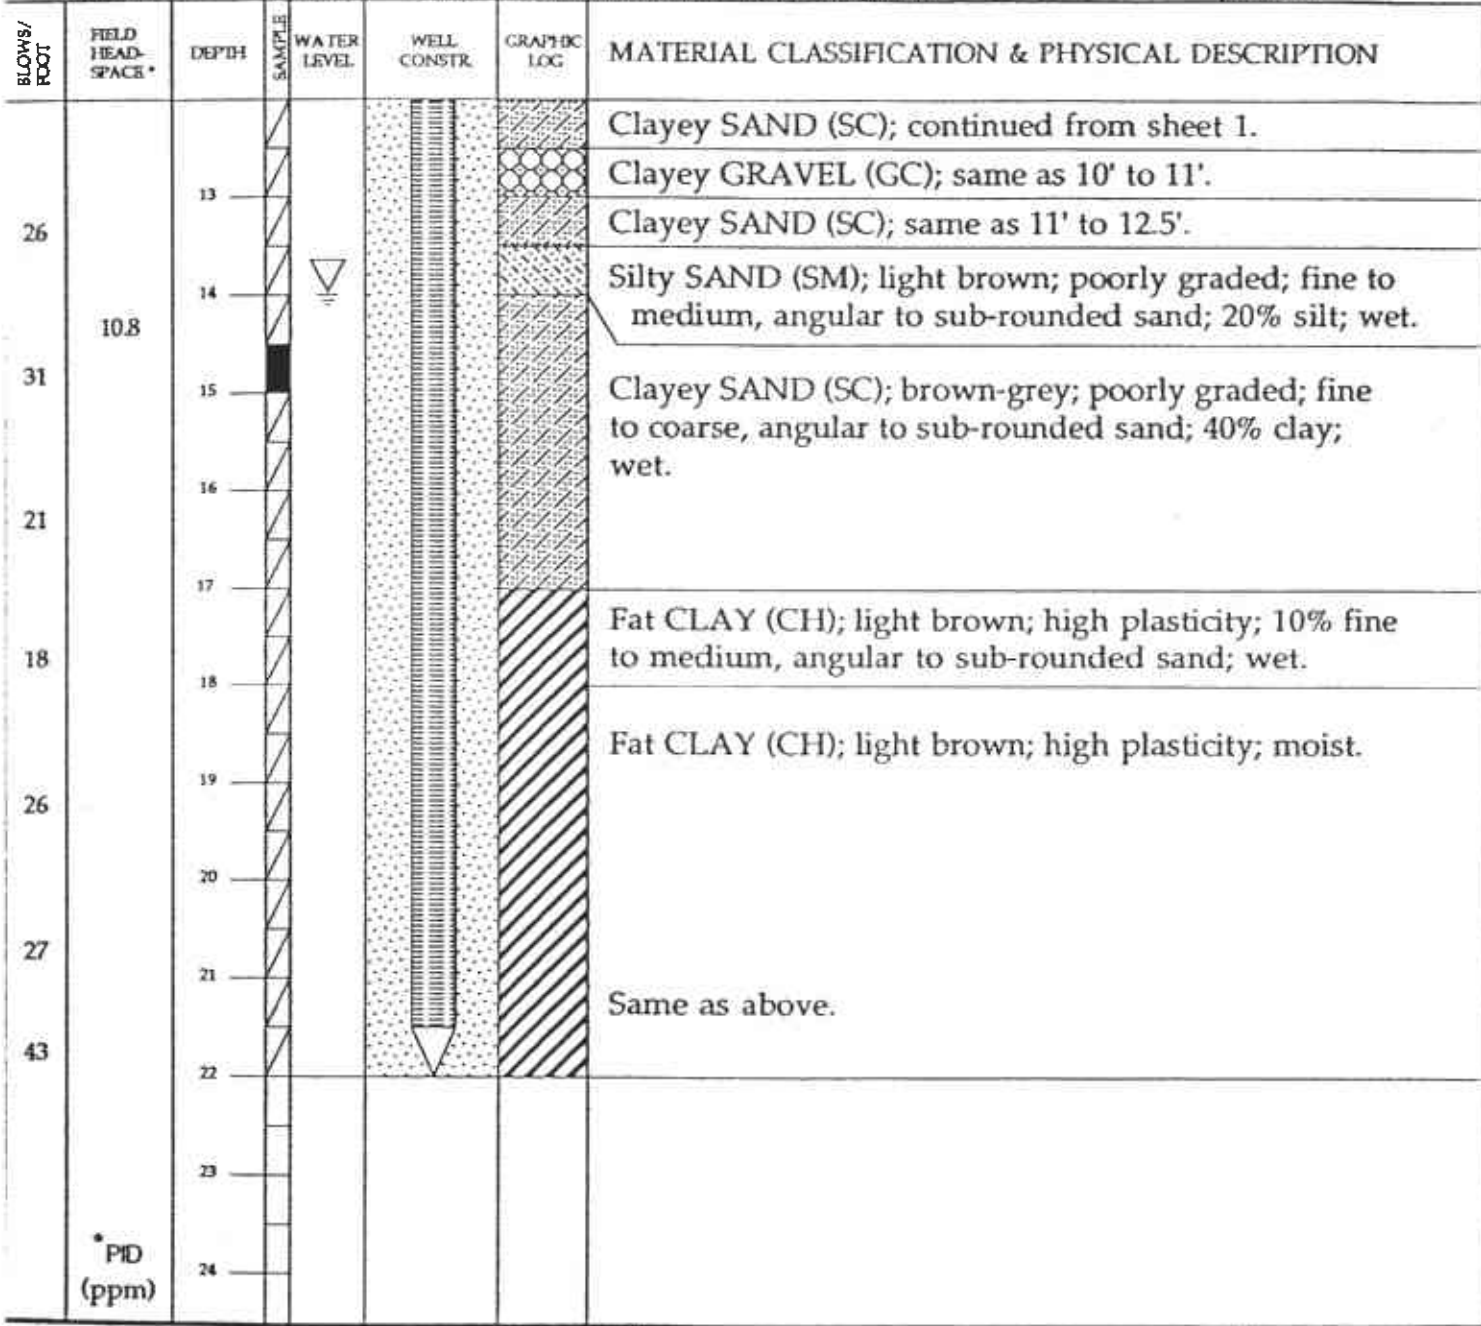 BLOWS/
FOOT
FIELD
HEAD-
SPACE *
DEPTH
SAMPLE
WATER
LEVEL
WELL
CONSTR.
GRAPHIC
LOG
MATERIAL CLASSIFICATION & PHYSICAL DESCRIPTION
Clayey SAND (SC); continued from sheet 1.
Clayey GRAVEL (GC); same as 10' to 11'.
13
Clayey SAND (SC); same as 11' to 12.5'.
26
Silty SAND (SM); light brown; poorly graded; fine to
medium, angular to sub-rounded sand; 20% silt; wet.
14
10.8
31
15
Clayey SAND (SC); brown-grey; poorly graded; fine
to coarse, angular to sub-rounded sand; 40% clay;
wet.
16
21
17
Fat CLAY (CH); light brown; high plasticity; 10% fine
to medium, angular to sub-rounded sand; wet.
18
18
Fat CLAY (CH); light brown; high plasticity; moist.
19
26
20
27
21
Same as above.
43
22
23
24
*PID
(ppm)